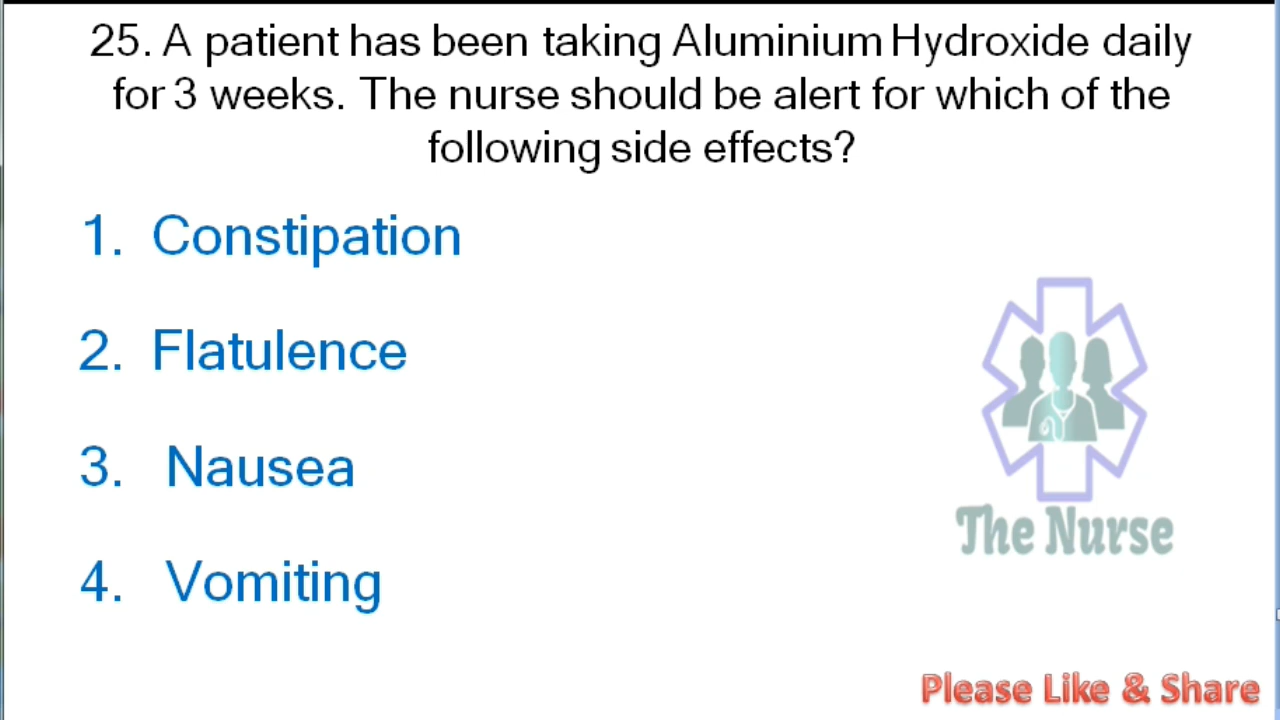 25. A patient has been taking Aluminium Hydroxide daily
for 3 weeks. The nurse should be alert for which of the
following side effects?
1. Constipation
2. Flatulence
3. Nausea
4. Vomiting
The Nurse
Please Like & Share